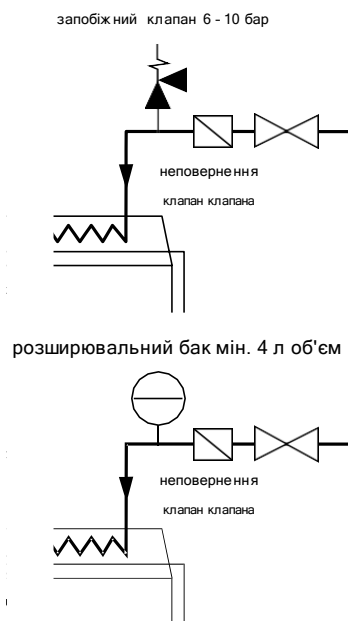 запобіжний клапан 6 - 10 бар
неповернення
клапан клапана
розширювальний бак мін. 4 л об'єм
неповернення
клапан клапана